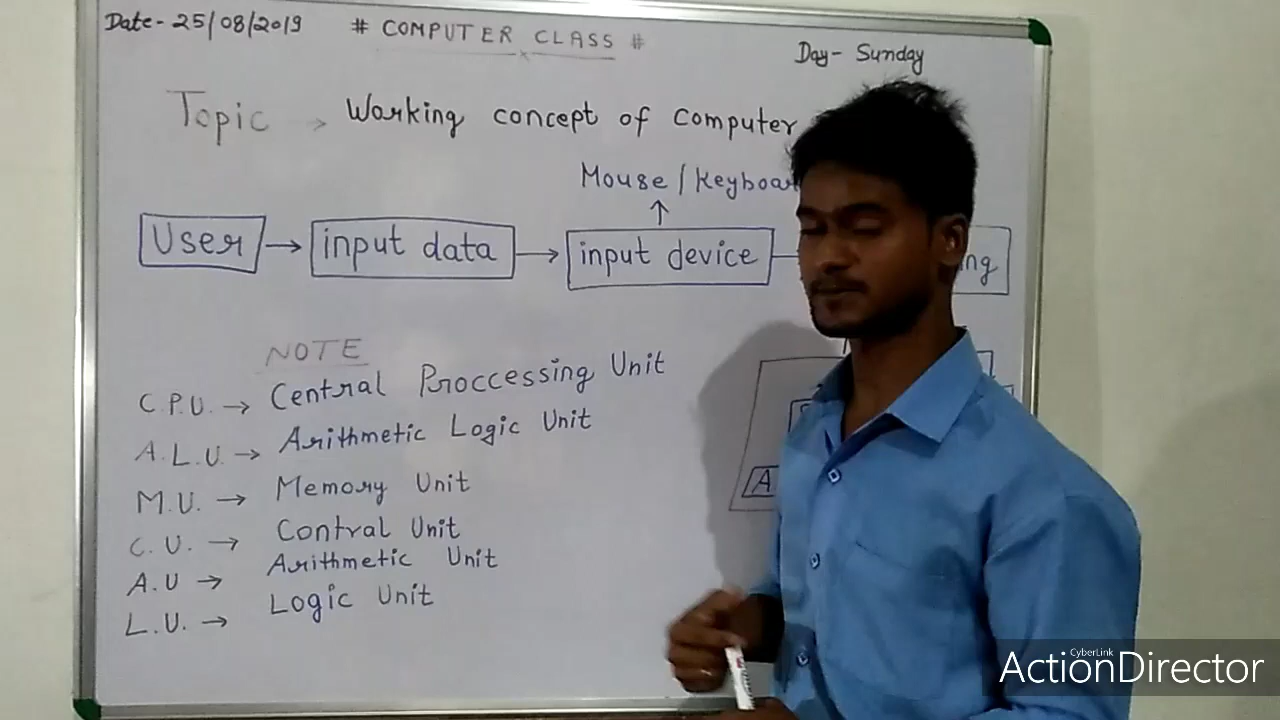 Date- 25/08/2019 # COMPUTER CLASS #
Day- Sunday
Topic → Working concept of computer
Mouse / Keyboar
User → input data → input device
ng
NOTE
C.P.U. → Central Proccessing Unit
A.L.U. → Arithmetic Logic Unit
M.U. → Memory Unit
C.U. → Contral Unit
A.U → Arithmetic Unit
L.U. → Logic Unit
A
CyberLink
ActionDirector